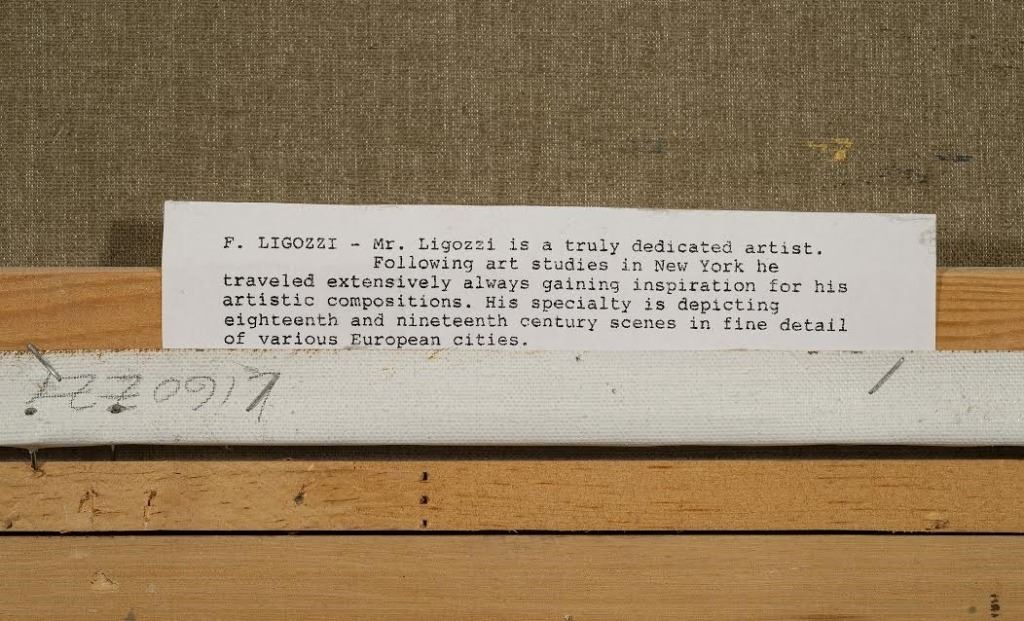 F. LIGOZZI - Mr. Ligozzi is a truly dedicated artist.
Following art studies in New York he
traveled extensively always gaining inspiration for his
artistic compositions. His specialty is depicting
eighteenth and nineteenth century scenes in fine detail
of various European cities.
LIGOZZI